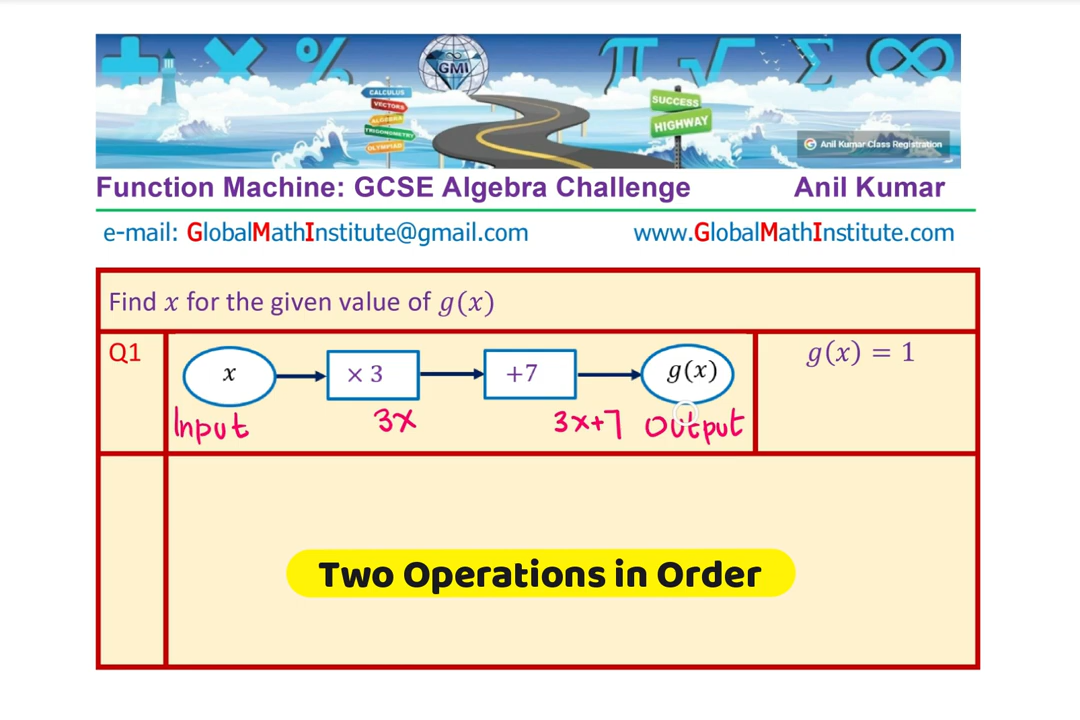 GMI
CALCULUS
VECTORS
ALGEBRA
TRIGONOMETRY
OLYMPIAD
SUCCESS
HIGHWAY
Anil Kumar Class Registration
Function Machine: GCSE Algebra Challenge Anil Kumar
e-mail: GlobalMathInstitute@gmail.com www.GlobalMathInstitute.com
Find x for the given value of g(x)
Q1 x × 3 +7 g(x) g(x) = 1
Input 3x 3x+7 Output
Two Operations in Order